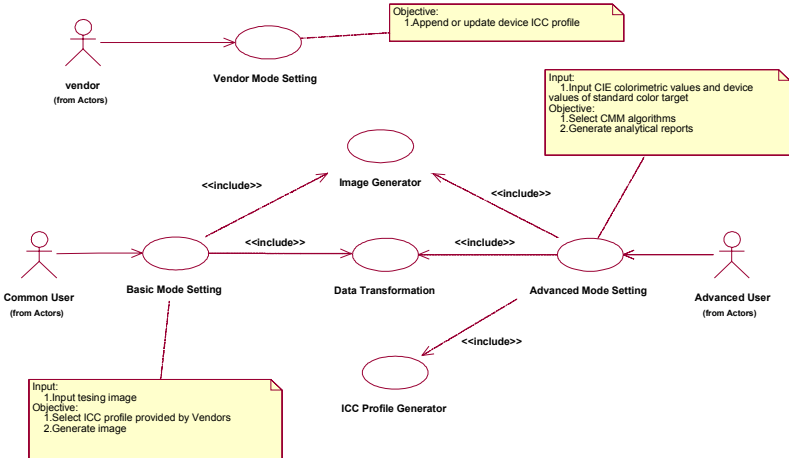 Objective:
1.Append or update device ICC profile
vendor
(from Actors)
Vendor Mode Setting
Input:
1.Input CIE colorimetric values and device
values of standard color target
Objective:
1.Select CMM algorithms
2.Generate analytical reports
Image Generator
<<include>>
<<include>>
<<include>>
<<include>>
Common User
(from Actors)
Basic Mode Setting
Data Transformation
Advanced Mode Setting
Advanced User
(from Actors)
<<include>>
ICC Profile Generator
Input:
1.Input tesing image
Objective:
1.Select ICC profile provided by Vendors
2.Generate image